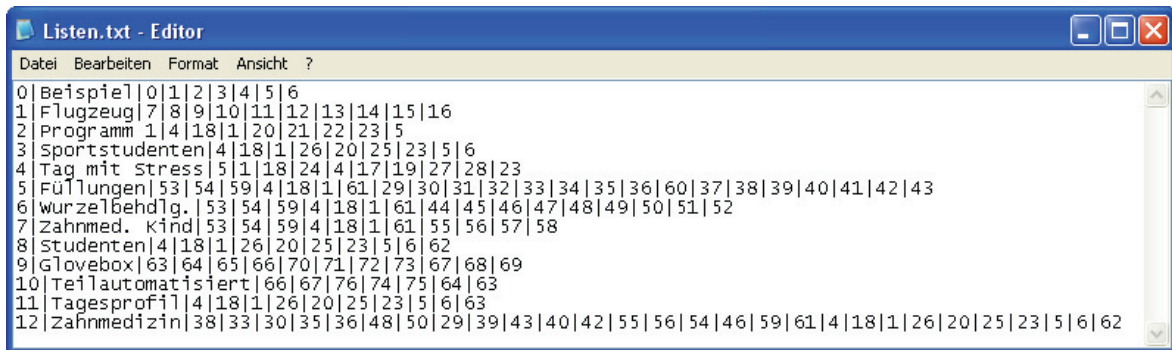 Listen.txt - Editor
Datei Bearbeiten Format Ansicht ?
0|Beispiel|0|1|2|3|4|5|6
1|Flugzeug|7|8|9|10|11|12|13|14|15|16
2|Programm 1|4|18|1|20|21|22|23|5
3|Sportstudenten|4|18|1|26|20|25|23|5|6
4|Tag mit Stress|5|1|18|24|4|17|19|27|28|23
5|Füllungen|53|54|59|4|18|1|61|29|30|31|32|33|34|35|36|60|37|38|39|40|41|42|43
6|Wurzelbehdlg.|53|54|59|4|18|1|61|44|45|46|47|48|49|50|51|52
7|Zahnmed. Kind|53|54|59|4|18|1|61|55|56|57|58
8|Studenten|4|18|1|26|20|25|23|5|6|62
9|Glovebox|63|64|65|66|70|71|72|73|67|68|69
10|Teilautomatisiert|66|67|76|74|75|64|63
11|Tagesprofil|4|18|1|26|20|25|23|5|6|63
12|Zahnmedizin|38|33|30|35|36|48|50|29|39|43|40|42|55|56|54|46|59|61|4|18|1|26|20|25|23|5|6|62